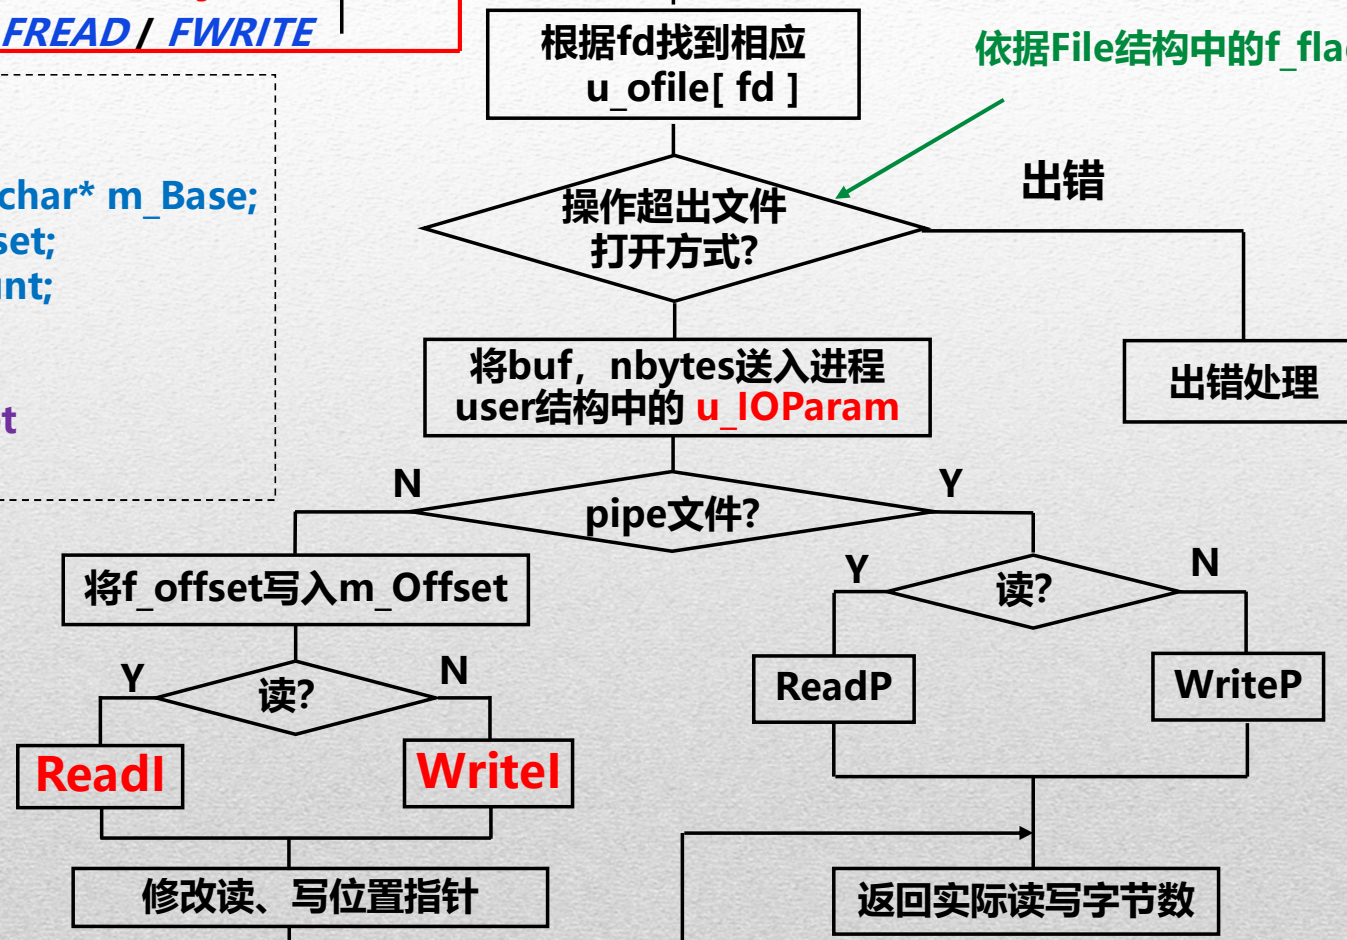 FREAD / FWRITE
根据fd找到相应
u_ofile[ fd ]
依据File结构中的f_flag
char* m_Base;
操作超出文件
打开方式?
出错
将buf，nbytes送入进程
user结构中的 u_IOParam
出错处理
N
Y
pipe文件?
将f_offset写入m_Offset
Y
读?
N
Y
读?
N
ReadP
WriteP
ReadI
WriteI
修改读、写位置指针
返回实际读写字节数